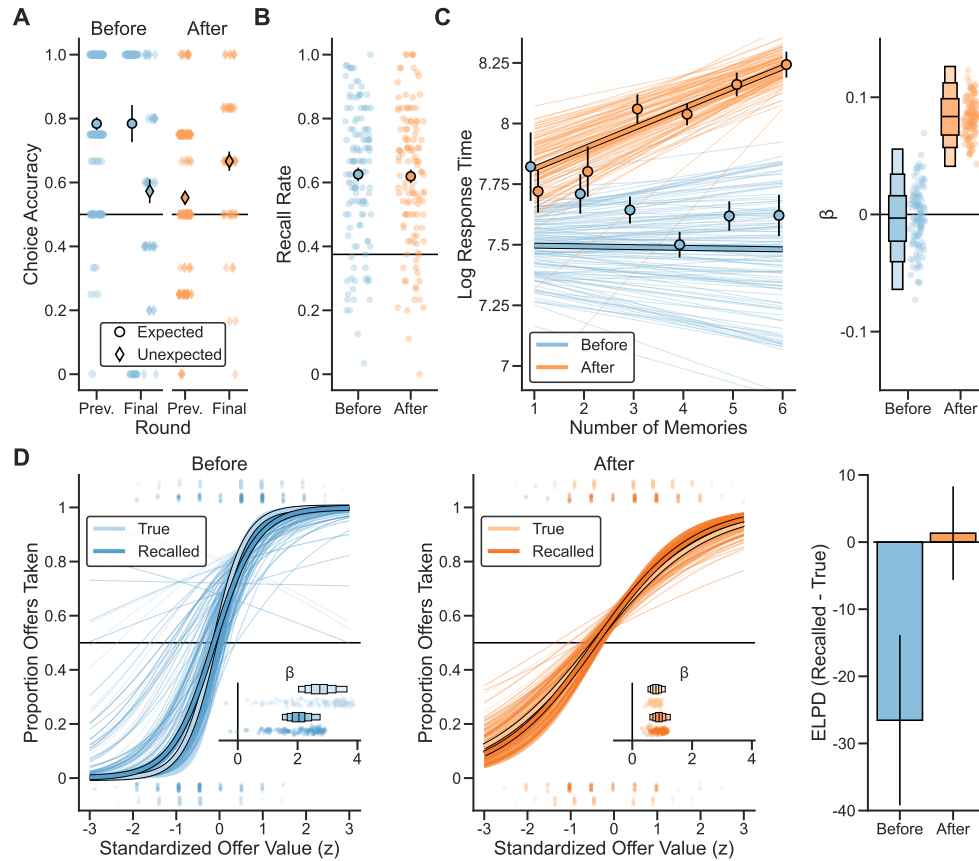 A
Before
After
Choice Accuracy
1.0
0.8
0.6
0.4
0.2
0
Expected
Unexpected
Prev.
Final
Prev.
Final
Round
B
Recall Rate
1.0
0.8
0.6
0.4
0.2
0
Before
After
C
Log Response Time
8.25
8
7.75
7.5
7.25
7
Before
After
1
2
3
4
5
6
Number of Memories
β
0.1
0
-0.1
Before
After
D
Before
Proportion Offers Taken
1
0.8
0.6
0.4
0.2
0
True
Recalled
β
0
2
4
-3
-2
-1
0
1
2
3
Standardized Offer Value (z)
After
Proportion Offers Taken
1
0.8
0.6
0.4
0.2
0
True
Recalled
β
0
2
4
-3
-2
-1
0
1
2
3
Standardized Offer Value (z)
ELPD (Recalled - True)
10
0
-10
-20
-30
-40
Before
After